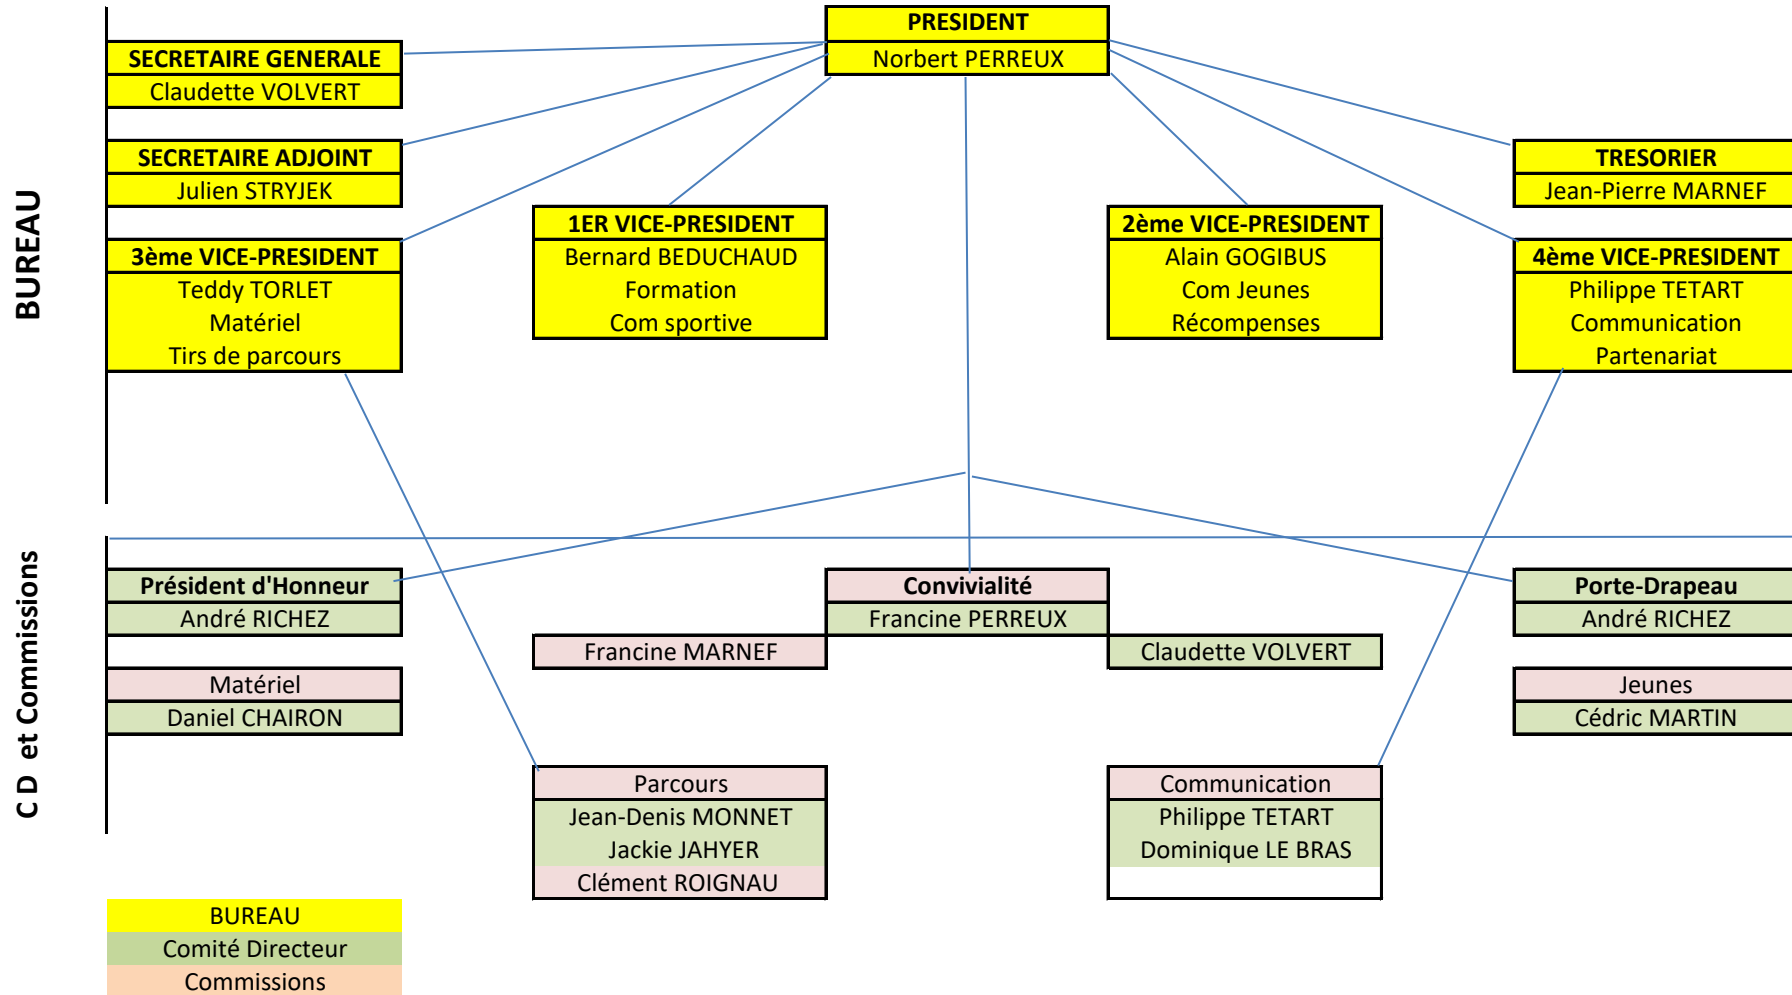 BUREAU
PRESIDENT
Norbert PERREUX
SECRETAIRE GENERALE
Claudette VOLVERT
SECRETAIRE ADJOINT
Julien STRYJEK
TRESORIER
Jean-Pierre MARNEF
3ème VICE-PRESIDENT
Teddy TORLET
Matériel
Tirs de parcours
1ER VICE-PRESIDENT
Bernard BEDUCHAUD
Formation
Com sportive
2ème VICE-PRESIDENT
Alain GOGIBUS
Com Jeunes
Récompenses
4ème VICE-PRESIDENT
Philippe TETART
Communication
Partenariat
C D et Commissions
Président d'Honneur
André RICHEZ
Convivialité
Francine PERREUX
Francine MARNEF
Claudette VOLVERT
Porte-Drapeau
André RICHEZ
Matériel
Daniel CHAIRON
Jeunes
Cédric MARTIN
Parcours
Jean-Denis MONNET
Jackie JAHYER
Clément ROIGNAU
Communication
Philippe TETART
Dominique LE BRAS
BUREAU
Comité Directeur
Commissions